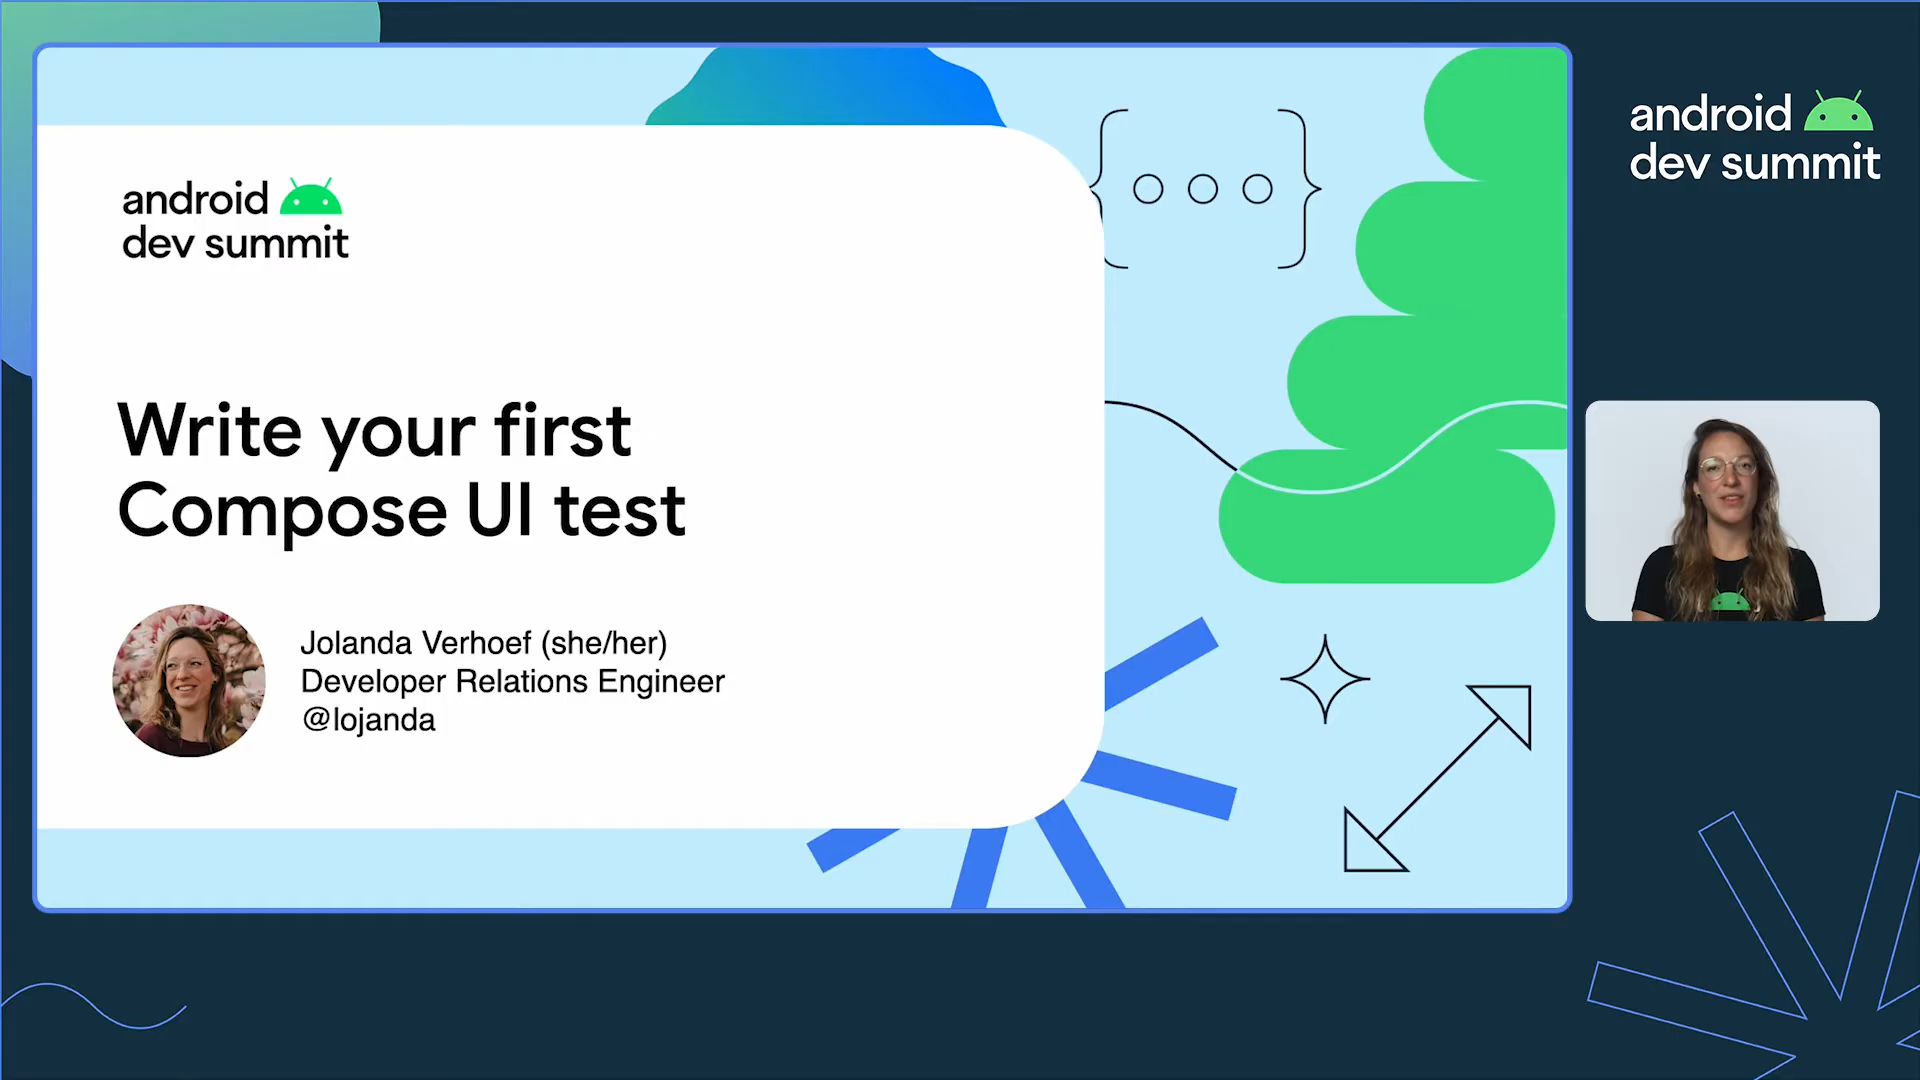 android
dev summit
Write your first
Compose UI test
Jolanda Verhoef (she/her)
Developer Relations Engineer
@lojanda
android
dev summit